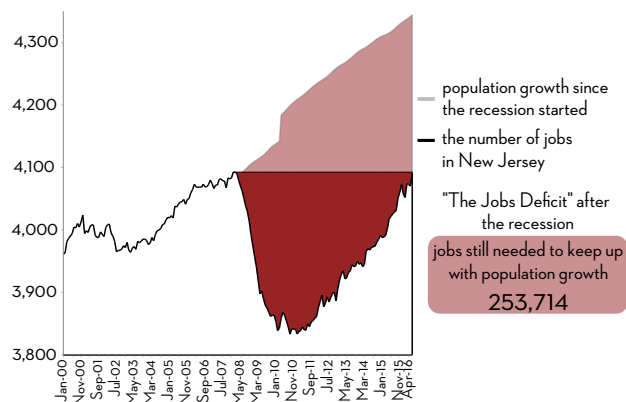 4,300
4,200
4,100
4,000
3,900
3,800
Jan-00
Nov-00
Sep-01
Jul-02
May-03
Mar-04
Jan-05
Nov-05
Sep-06
Jul-07
May-08
Mar-09
Jan-10
Nov-10
Sep-11
Jul-12
May-13
Mar-14
Jan-15
Nov-15
Apr-16
population growth since
the recession started
the number of jobs
in New Jersey
"The Jobs Deficit" after
the recession
jobs still needed to keep up
with population growth
253,714